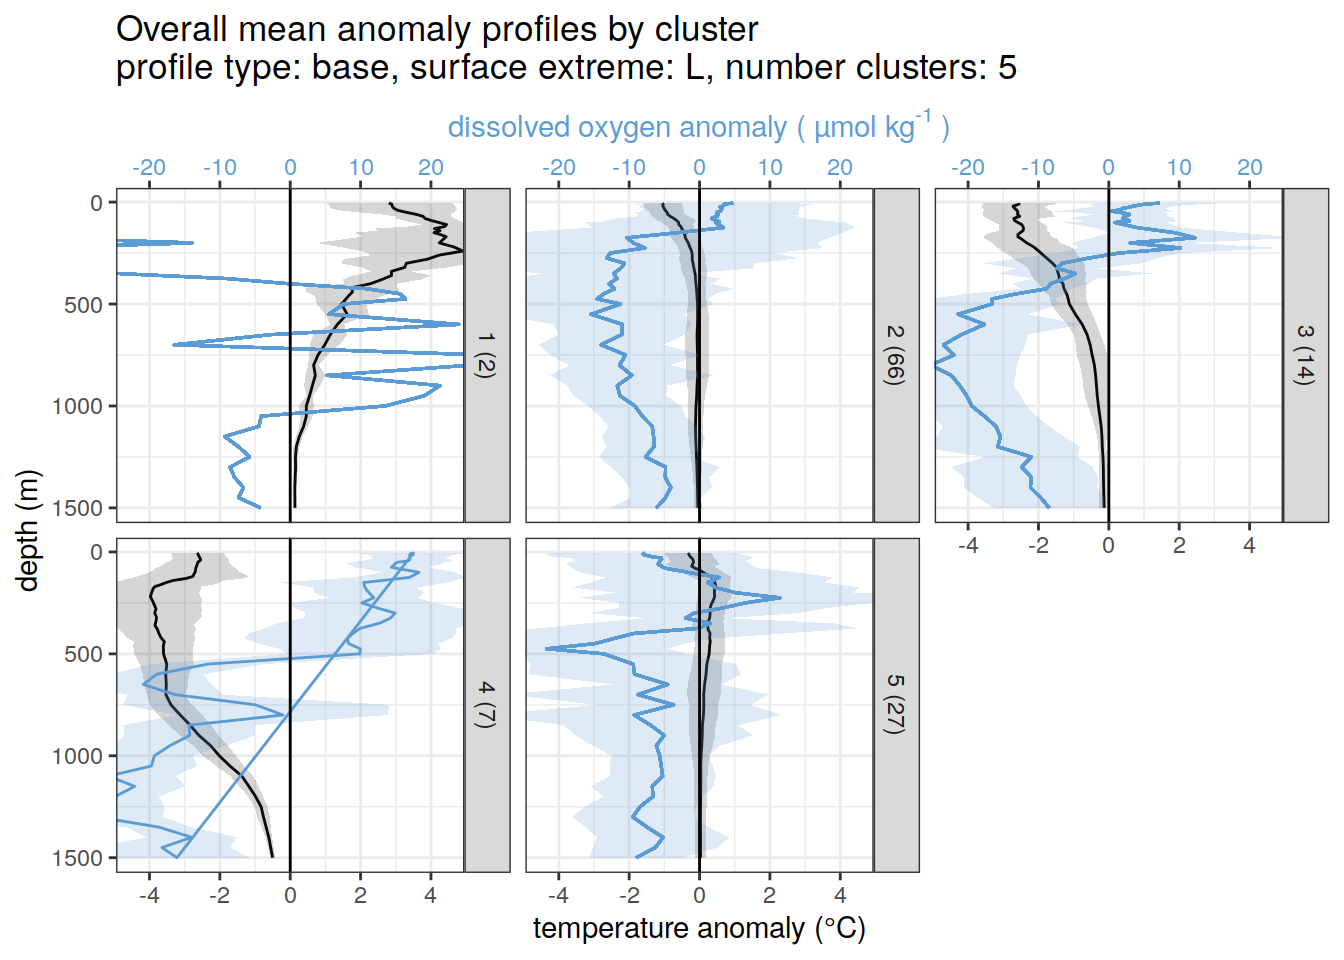 Overall mean anomaly profiles by cluster
profile type: base, surface extreme: L, number clusters: 5
dissolved oxygen anomaly ( µmol kg-1 )
-20 -10 0 10 20 -20 -10 0 10 20 -20 -10 0 10 20
0
500
1000
1500
1 (2)
2 (66)
3 (14)
-4 -2 0 2 4
depth (m)
0
500
1000
1500
4 (7)
5 (27)
-4 -2 0 2 4 -4 -2 0 2 4
temperature anomaly (°C)